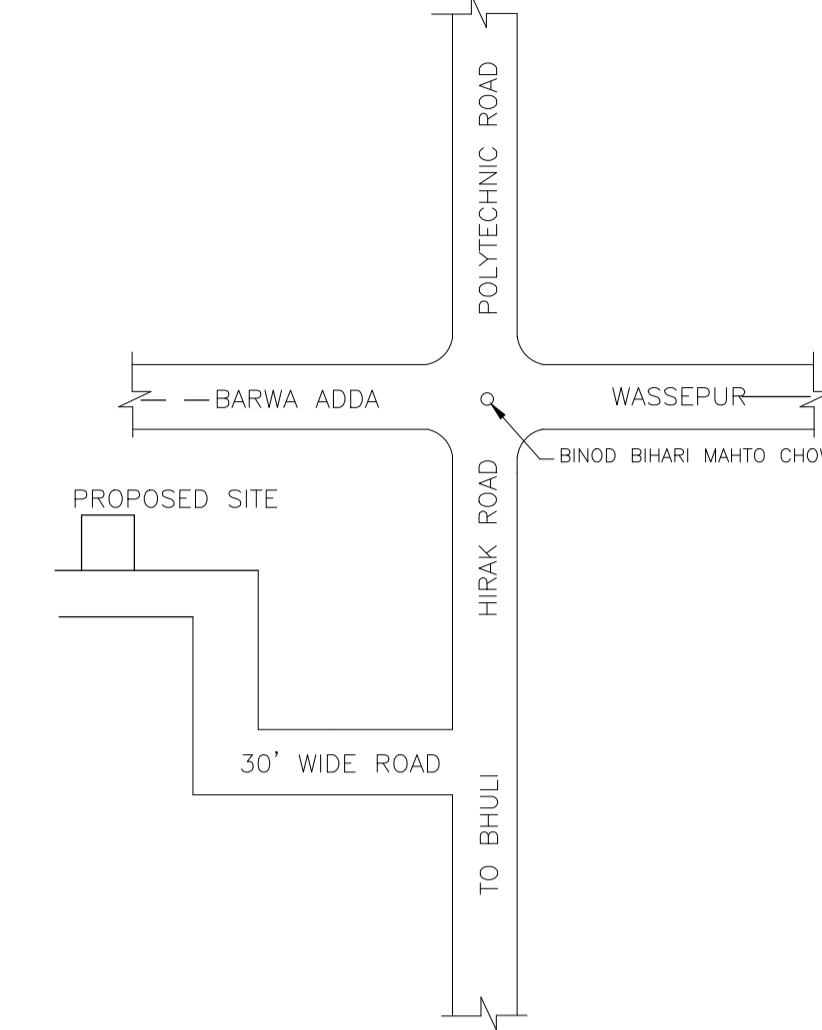 POLYTECHNIC ROAD
BARWA ADDA
WASSEPUR
BINOD BIHARI MAHTO
HIRAK ROAD
PROPOSED SITE
30' WIDE ROAD
TO BHULI